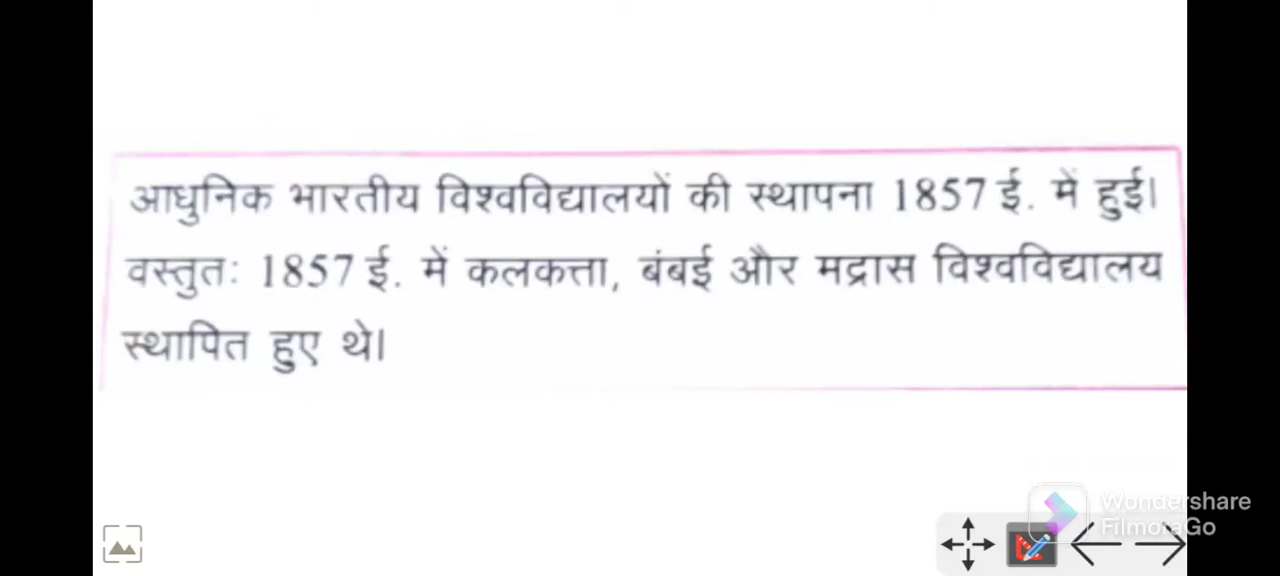 आधुनिक भारतीय विश्वविद्यालयों की स्थापना 1857 ई. में हुई।
वस्तुतः 1857 ई. में कलकत्ता, बंबई और मद्रास विश्वविद्यालय
स्थापित हुए थे।
Wondershare
FilmoraGo